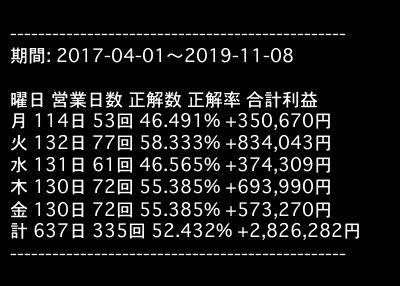 ------------------------------------------------
期間: 2017-04-01～2019-11-08
曜日 営業日数 正解数 正解率 合計利益
月 114日 53回 46.491% +350,670円
火 132日 77回 58.333% +834,043円
水 131日 61回 46.565% +374,309円
木 130日 72回 55.385% +693,990円
金 130日 72回 55.385% +573,270円
計 637日 335回 52.432% +2,826,282円
------------------------------------------------